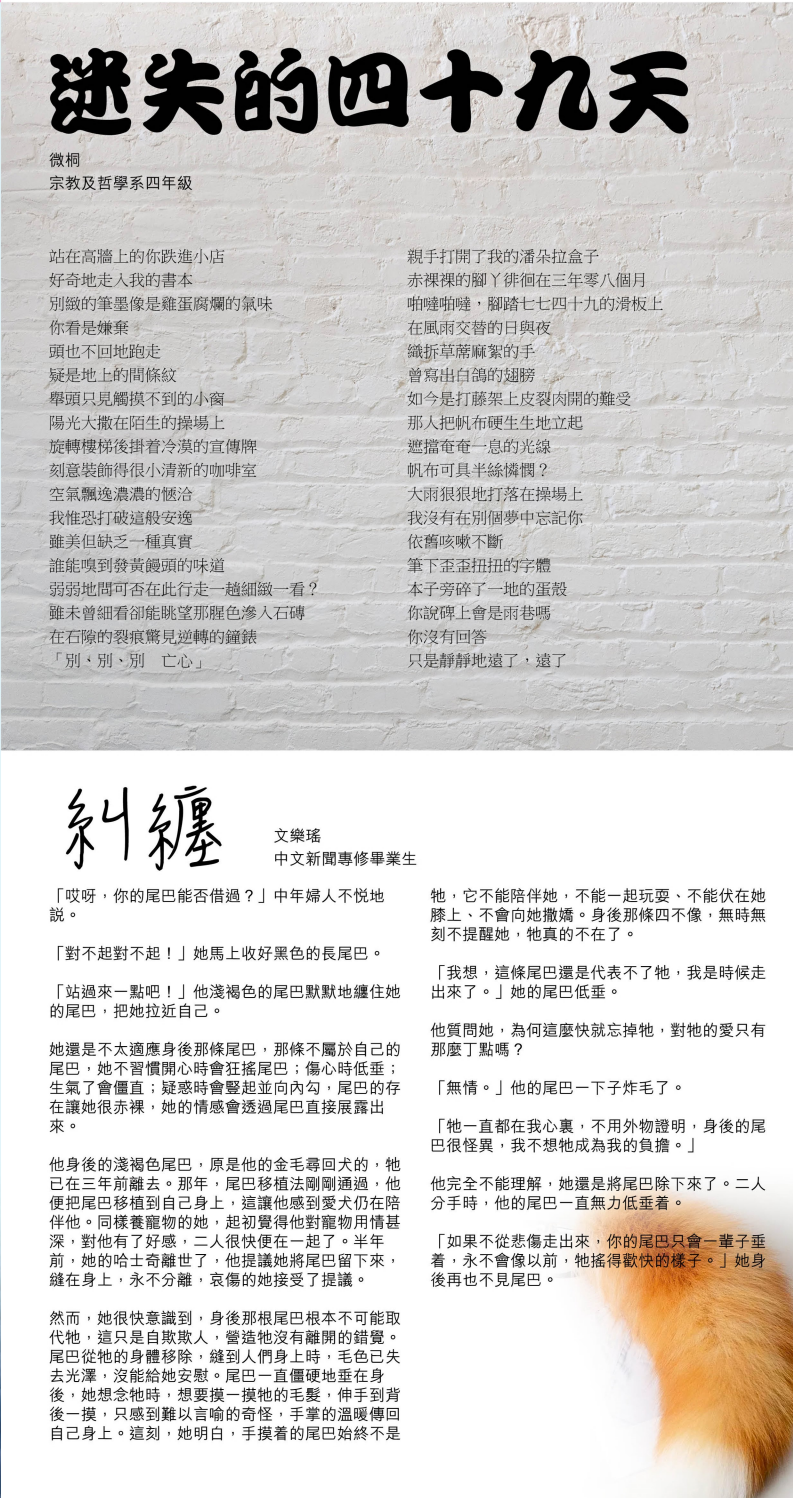 迷失的四十九天
微桐
宗教及哲學系四年級
站在高牆上的你跌進小店
好奇地走入我的書本
別緻的筆墨像是雞蛋腐爛的氣味
你看是嫌棄
頭也不回地跑走
疑是地上的間條紋
舉頭只見觸摸不到的小窗
陽光大撒在陌生的操場上
旋轉樓梯後掛着冷漠的宣傳牌
刻意裝飾得很小清新的咖啡室
空氣飄逸濃濃的愜洽
我惟恐打破這般安逸
雖美但缺乏一種真實
誰能嗅到發黃饅頭的味道
弱弱地問可否在此行走一趟細緻一看？
雖未曾細看卻能眺望那腥色滲入石磚
在石隙的裂痕驚見逆轉的鐘錶
「別、別、別　亡心」
親手打開了我的潘朵拉盒子
赤裸裸的腳丫徘徊在三年零八個月
啪噠啪噠，腳踏七七四十九的滑板上
在風雨交替的日與夜
織折草蓆麻絮的手
曾寫出白鴿的翅膀
如今是打藤架上皮裂肉開的難受
那人把帆布硬生生地立起
遮擋奄奄一息的光線
帆布可具半絲憐憫？
大雨狠狠地打落在操場上
我沒有在別個夢中忘記你
依舊咳嗽不斷
筆下歪歪扭扭的字體
本子旁碎了一地的蛋殼
你說碑上會是雨巷嗎
你沒有回答
只是靜靜地遠了，遠了
糾纏
文樂瑤
中文新聞專修畢業生
「哎呀，你的尾巴能否借過？」中年婦人不悅地
説。
「對不起對不起！」她馬上收好黑色的長尾巴。
「站過來一點吧！」他淺褐色的尾巴默默地纏住她
的尾巴，把她拉近自己。
她還是不太適應身後那條尾巴，那條不屬於自己的
尾巴，她不習慣開心時會狂搖尾巴；傷心時低垂；
生氣了會僵直；疑惑時會豎起並向內勾，尾巴的存
在讓她很赤裸，她的情感會透過尾巴直接展露出
來。
他身後的淺褐色尾巴，原是他的金毛尋回犬的，牠
已在三年前離去。那年，尾巴移植法剛剛通過，他
便把尾巴移植到自己身上，這讓他感到愛犬仍在陪
伴他。同樣養寵物的她，起初覺得他對寵物用情甚
深，對他有了好感，二人很快便在一起了。半年
前，她的哈士奇離世了，他提議她將尾巴留下來，
縫在身上，永不分離，哀傷的她接受了提議。
然而，她很快意識到，身後那根尾巴根本不可能取
代牠，這只是自欺欺人，營造牠沒有離開的錯覺。
尾巴從牠的身體移除，縫到人們身上時，毛色已失
去光澤，沒能給她安慰。尾巴一直僵硬地垂在身
後，她想念牠時，想要摸一摸牠的毛髮，伸手到背
後一摸，只感到難以言喻的奇怪，手掌的溫暖傳回
自己身上。這刻，她明白，手摸着的尾巴始終不是
牠，它不能陪伴她，不能一起玩耍、不能伏在她
膝上、不會向她撒嬌。身後那條四不像，無時無
刻不提醒她，牠真的不在了。
「我想，這條尾巴還是代表不了牠，我是時候走
出來了。」她的尾巴低垂。
他質問她，為何這麼快就忘掉牠，對牠的愛只有
那麼丁點嗎？
「無情。」他的尾巴一下子炸毛了。
「牠一直都在我心裏，不用外物證明，身後的尾
巴很怪異，我不想牠成為我的負擔。」
他完全不能理解，她還是將尾巴除下來了。二人
分手時，他的尾巴一直無力低垂着。
「如果不從悲傷走出來，你的尾巴只會一輩子垂
着，永不會像以前，牠搖得歡快的樣子。」她身
後再也不見尾巴。